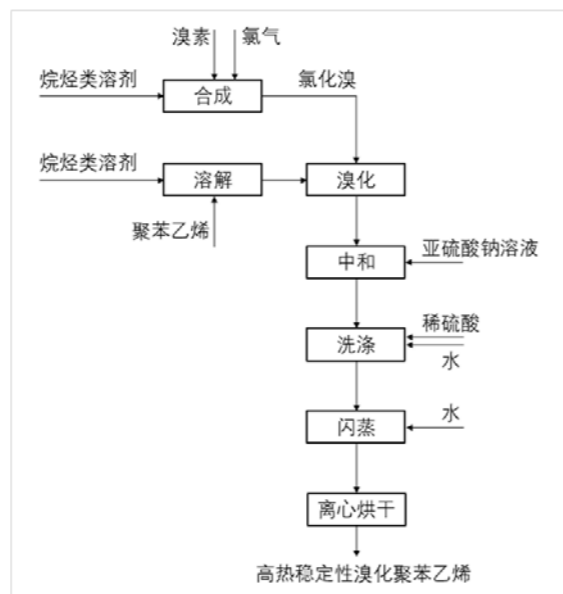 溴素
氯气
烷烃类溶剂
合成
氯化溴
烷烃类溶剂
溶解
溴化
聚苯乙烯
中和
亚硫酸钠溶液
稀硫酸
洗涤
水
水
闪蒸
离心烘干
高热稳定性溴化聚苯乙烯